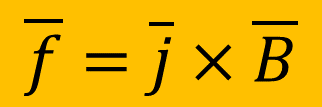 f̅ = j̅ × B̅